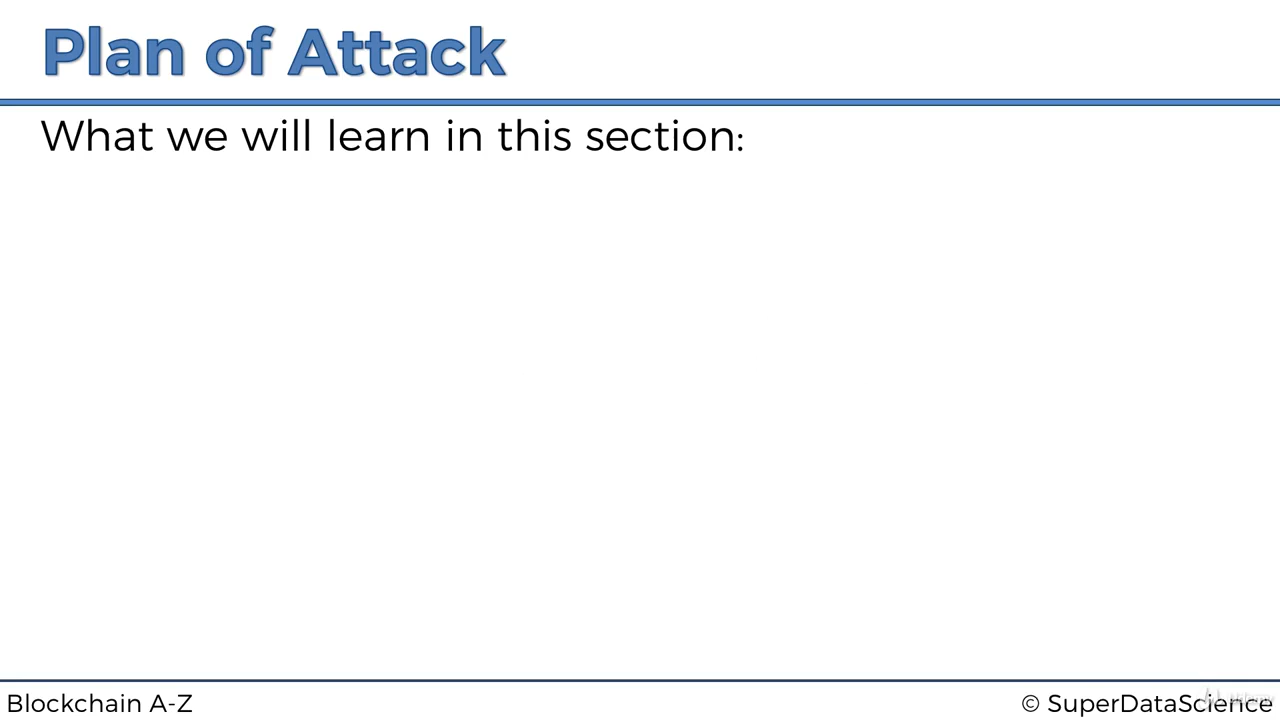 Plan of Attack
What we will learn in this section:
Blockchain A-Z
© SuperDataScience